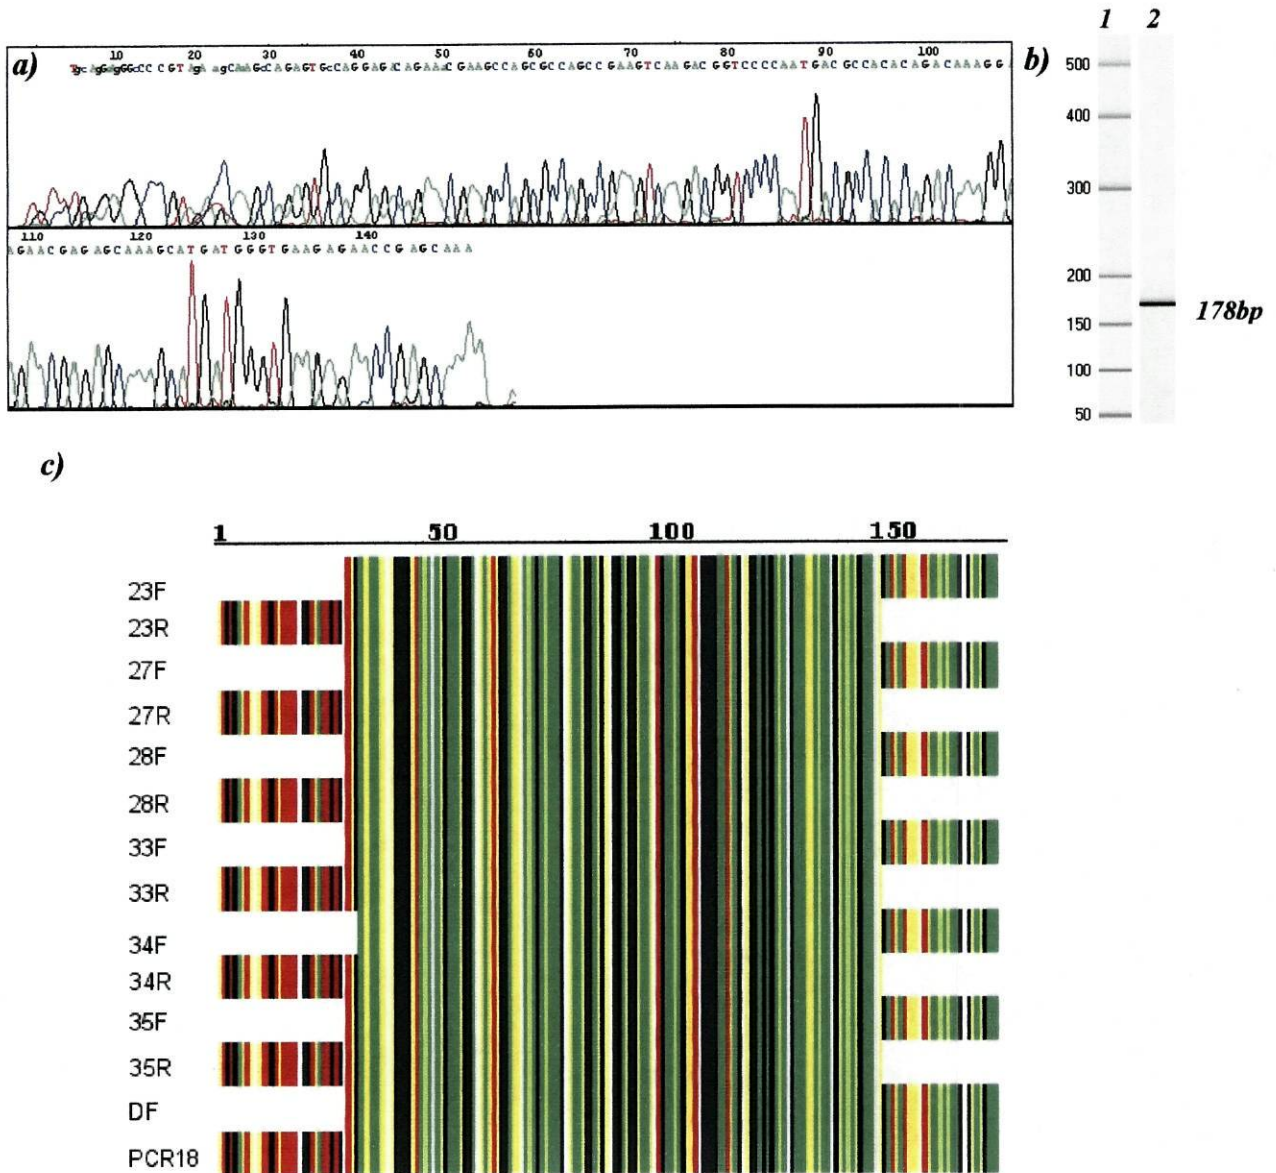 a)
10 20 30 40 50 60 70 80 90 100
CAGAGTGcCAGGAGACAGAAACGAAGCCAGCGCCAGCCGAAGTCAAGACGGTCCCCAATGACGCCACACAGACAAAGG
110 120 130 140
AGAACGAGAGCAAAGCATGATGGGTGAAGAGAACCGAGCAAA
b)
1 2
500
400
300
200
150
100
50
178bp
c)
1 50 100 150
23F
23R
27F
27R
28F
28R
33F
33R
34F
34R
35F
35R
DF
PCR18